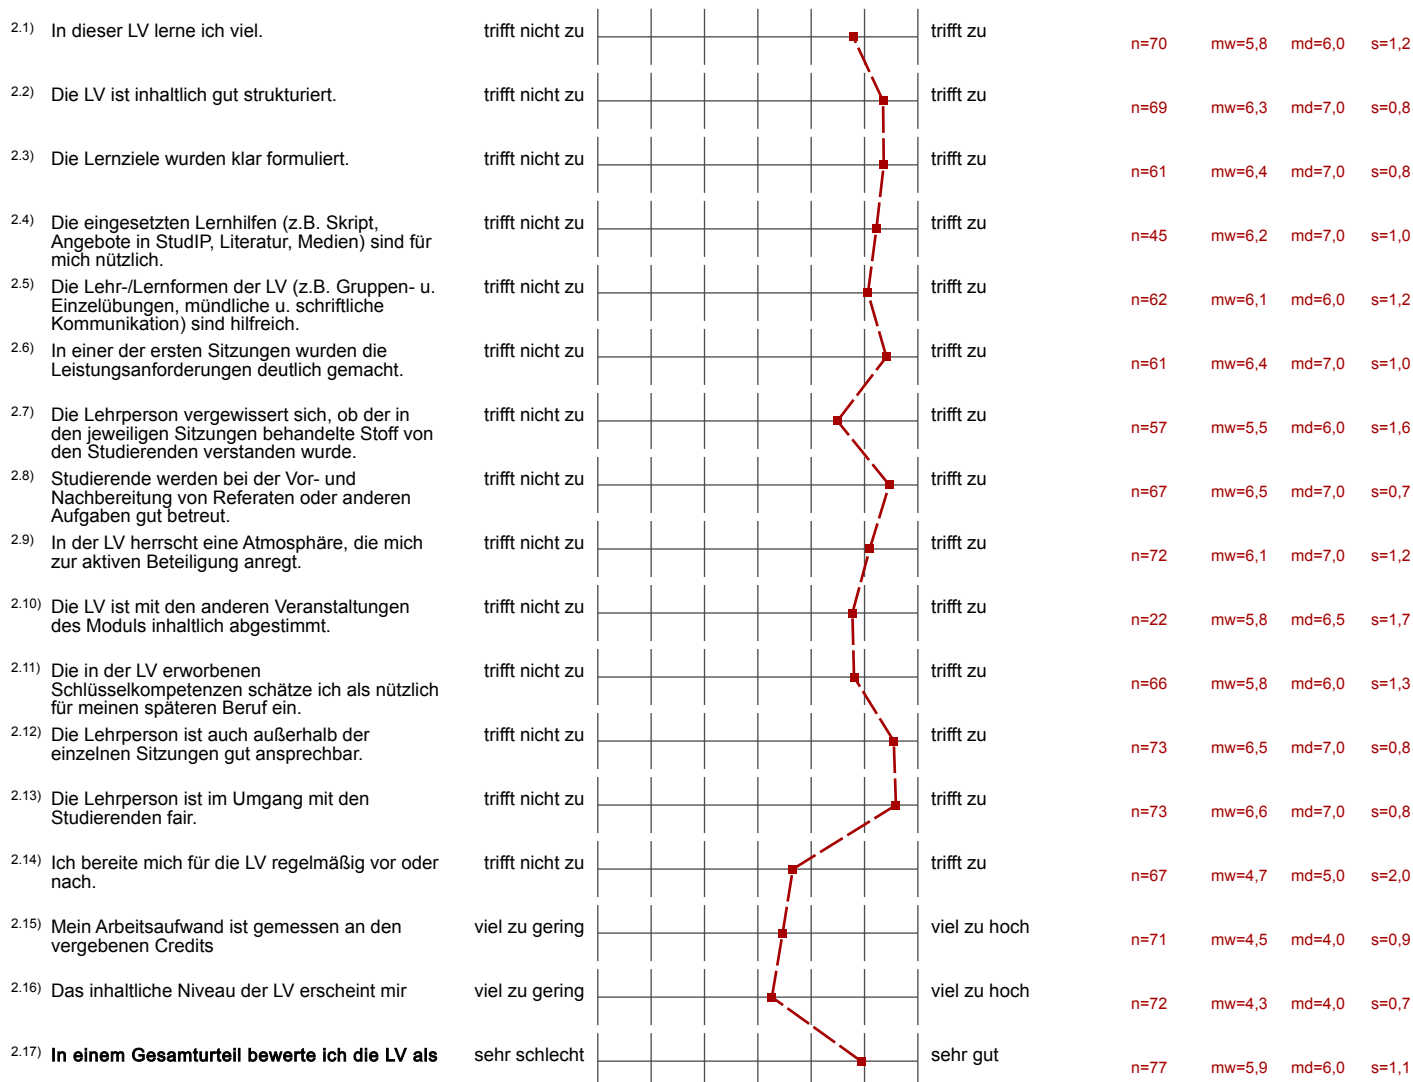 2.1) In dieser LV lerne ich viel. trifft nicht zu trifft zu n=70 mw=5,8 md=6,0 s=1,2
2.2) Die LV ist inhaltlich gut strukturiert. trifft nicht zu trifft zu n=69 mw=6,3 md=7,0 s=0,8
2.3) Die Lernziele wurden klar formuliert. trifft nicht zu trifft zu n=61 mw=6,4 md=7,0 s=0,8
2.4) Die eingesetzten Lernhilfen (z.B. Skript, trifft nicht zu trifft zu n=45 mw=6,2 md=7,0 s=1,0
Angebote in StudIP, Literatur, Medien) sind für
mich nützlich.
2.5) Die Lehr-/Lernformen der LV (z.B. Gruppen- u. trifft nicht zu trifft zu n=62 mw=6,1 md=6,0 s=1,2
Einzelübungen, mündliche u. schriftliche
Kommunikation) sind hilfreich.
2.6) In einer der ersten Sitzungen wurden die trifft nicht zu trifft zu n=61 mw=6,4 md=7,0 s=1,0
Leistungsanforderungen deutlich gemacht.
2.7) Die Lehrperson vergewissert sich, ob der in trifft nicht zu trifft zu n=57 mw=5,5 md=6,0 s=1,6
den jeweiligen Sitzungen behandelte Stoff von
den Studierenden verstanden wurde.
2.8) Studierende werden bei der Vor- und trifft nicht zu trifft zu n=67 mw=6,5 md=7,0 s=0,7
Nachbereitung von Referaten oder anderen
Aufgaben gut betreut.
2.9) In der LV herrscht eine Atmosphäre, die mich trifft nicht zu trifft zu n=72 mw=6,1 md=7,0 s=1,2
zur aktiven Beteiligung anregt.
2.10) Die LV ist mit den anderen Veranstaltungen trifft nicht zu trifft zu n=22 mw=5,8 md=6,5 s=1,7
des Moduls inhaltlich abgestimmt.
2.11) Die in der LV erworbenen trifft nicht zu trifft zu n=66 mw=5,8 md=6,0 s=1,3
Schlüsselkompetenzen schätze ich als nützlich
für meinen späteren Beruf ein.
2.12) Die Lehrperson ist auch außerhalb der trifft nicht zu trifft zu n=73 mw=6,5 md=7,0 s=0,8
einzelnen Sitzungen gut ansprechbar.
2.13) Die Lehrperson ist im Umgang mit den trifft nicht zu trifft zu n=73 mw=6,6 md=7,0 s=0,8
Studierenden fair.
2.14) Ich bereite mich für die LV regelmäßig vor oder trifft nicht zu trifft zu n=67 mw=4,7 md=5,0 s=2,0
nach.
2.15) Mein Arbeitsaufwand ist gemessen an den viel zu gering viel zu hoch n=71 mw=4,5 md=4,0 s=0,9
vergebenen Credits
2.16) Das inhaltliche Niveau der LV erscheint mir viel zu gering viel zu hoch n=72 mw=4,3 md=4,0 s=0,7
2.17) In einem Gesamturteil bewerte ich die LV als sehr schlecht sehr gut n=77 mw=5,9 md=6,0 s=1,1